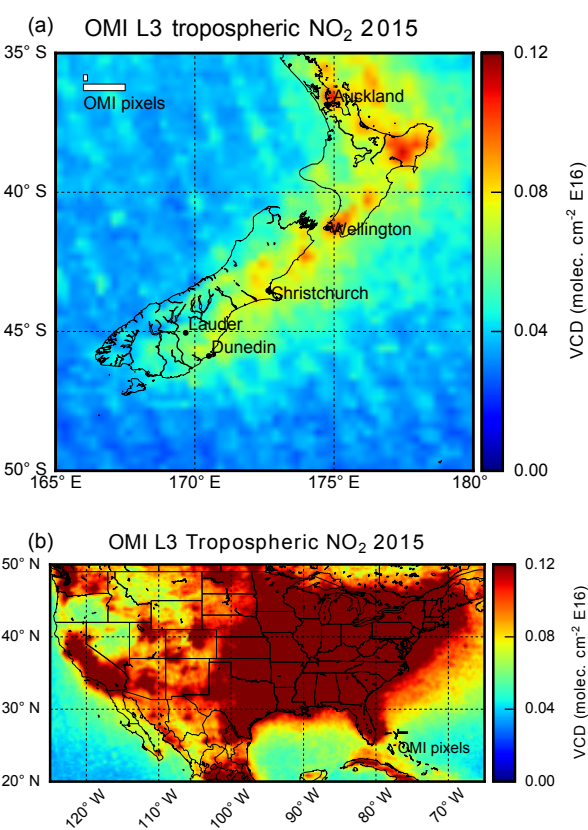 (a) OMI L3 tropospheric NO₂ 2015
35° S
OMI pixels
Auckland
40° S
Wellington
Christchurch
45° S
Lauder
Dunedin
50° S
165° E 170° E 175° E 180°
0.12
0.08
0.04
0.00
VCD (molec. cm⁻² E16)
(b) OMI L3 Tropospheric NO₂ 2015
50° N
40° N
30° N
20° N
OMI pixels
120° W 110° W 100° W 90° W 80° W 70° W
0.12
0.08
0.04
0.00
VCD (molec. cm⁻² E16)